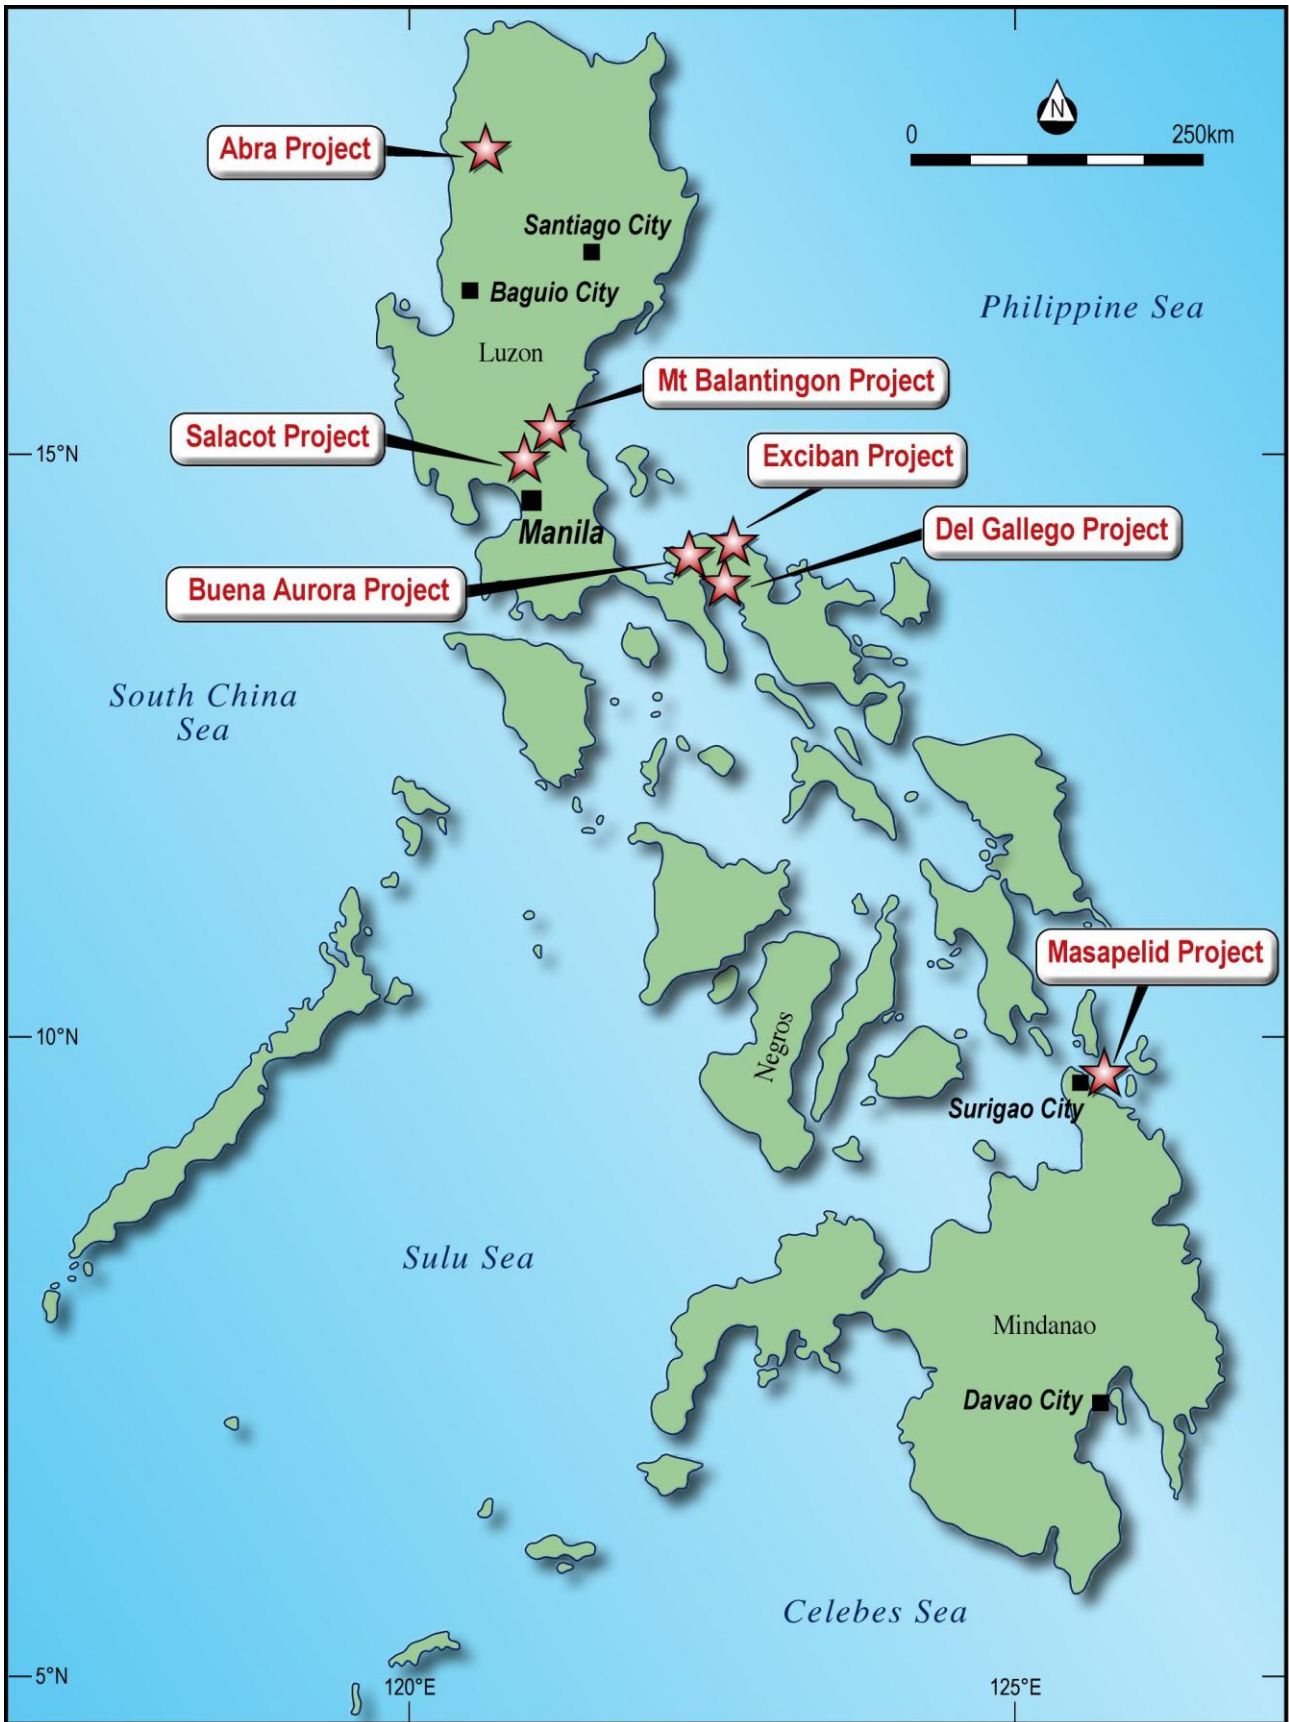 N
0 250km
Abra Project
Santiago City
Baguio City
Philippine Sea
Luzon
Mt Balantingon Project
Salacot Project
15°N
Exciban Project
Manila
Del Gallego Project
Buena Aurora Project
South China
Sea
Masapelid Project
10°N
Negros
Surigao City
Sulu Sea
Mindanao
Davao City
Celebes Sea
5°N
120°E
125°E